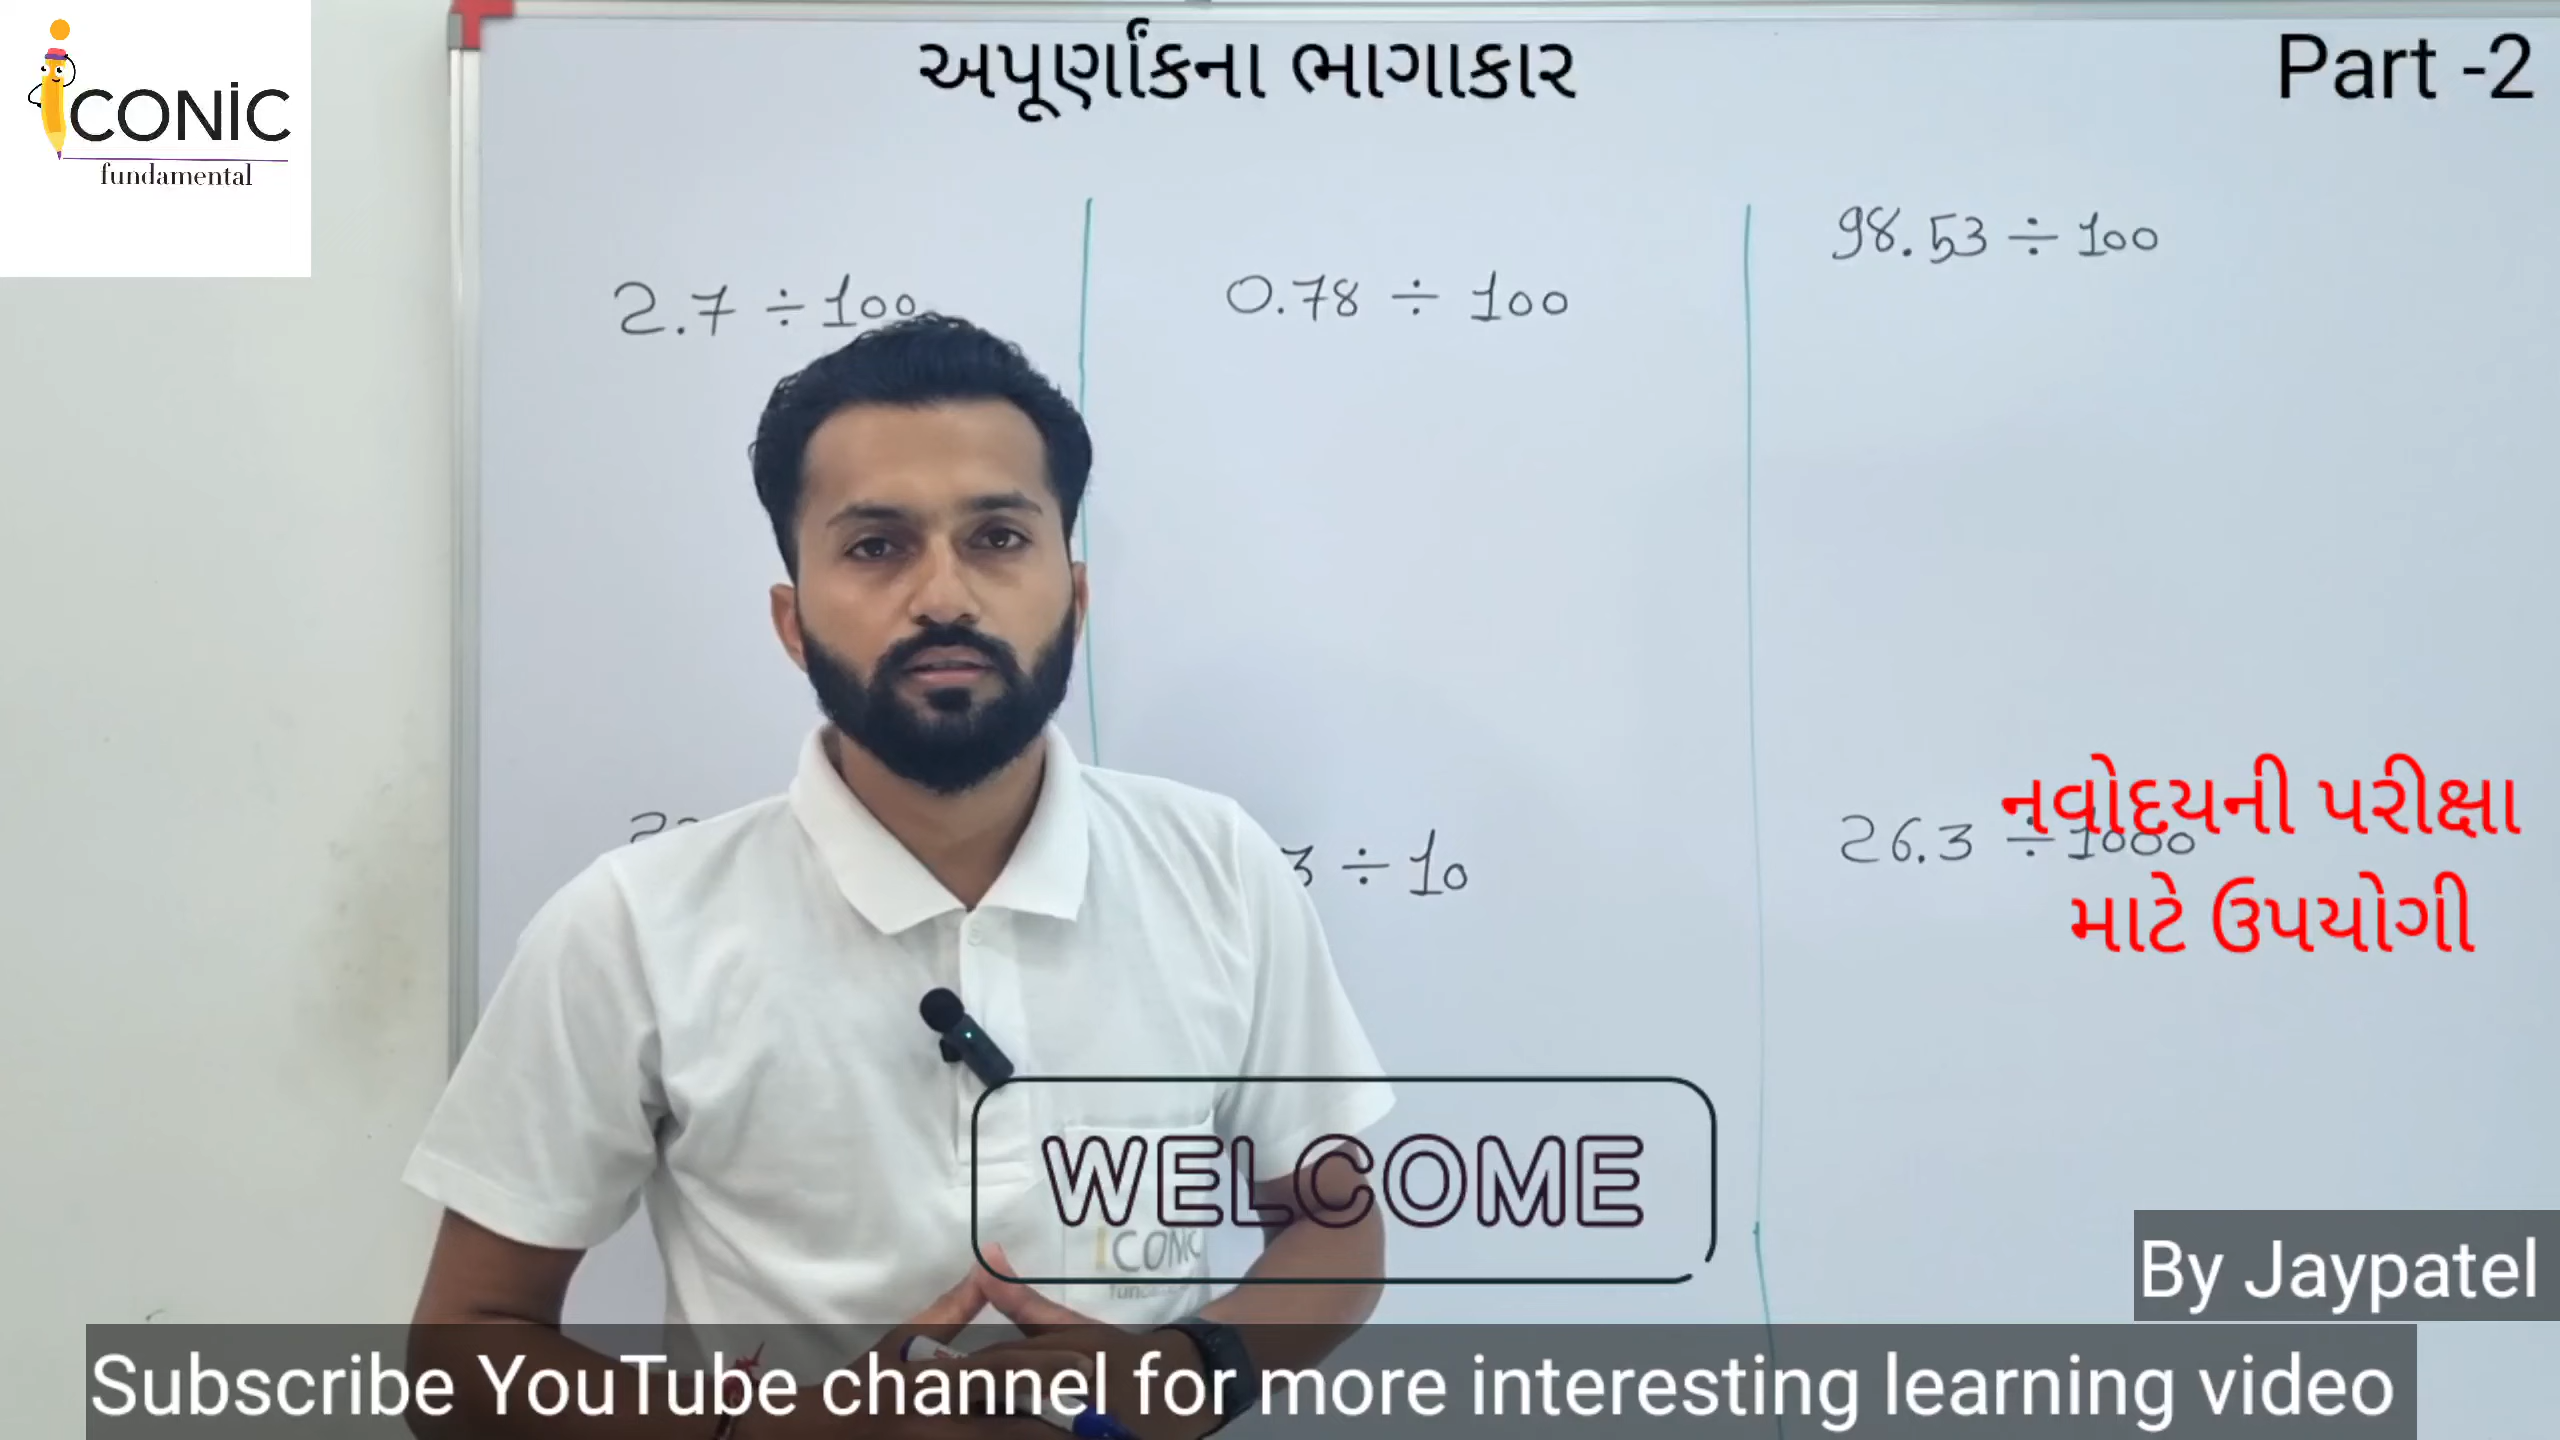 iCONiC
fundamental
અપૂર્ણાંકના ભાગાકાર
Part -2
2.7 ÷ 100
0.78 ÷ 100
98.53 ÷ 100
3 ÷ 10
26.3 ÷ 1000
નવોદયની પરીક્ષા
માટે ઉપયોગી
WELCOME
iCONiC
By Jaypatel
Subscribe YouTube channel for more interesting learning video